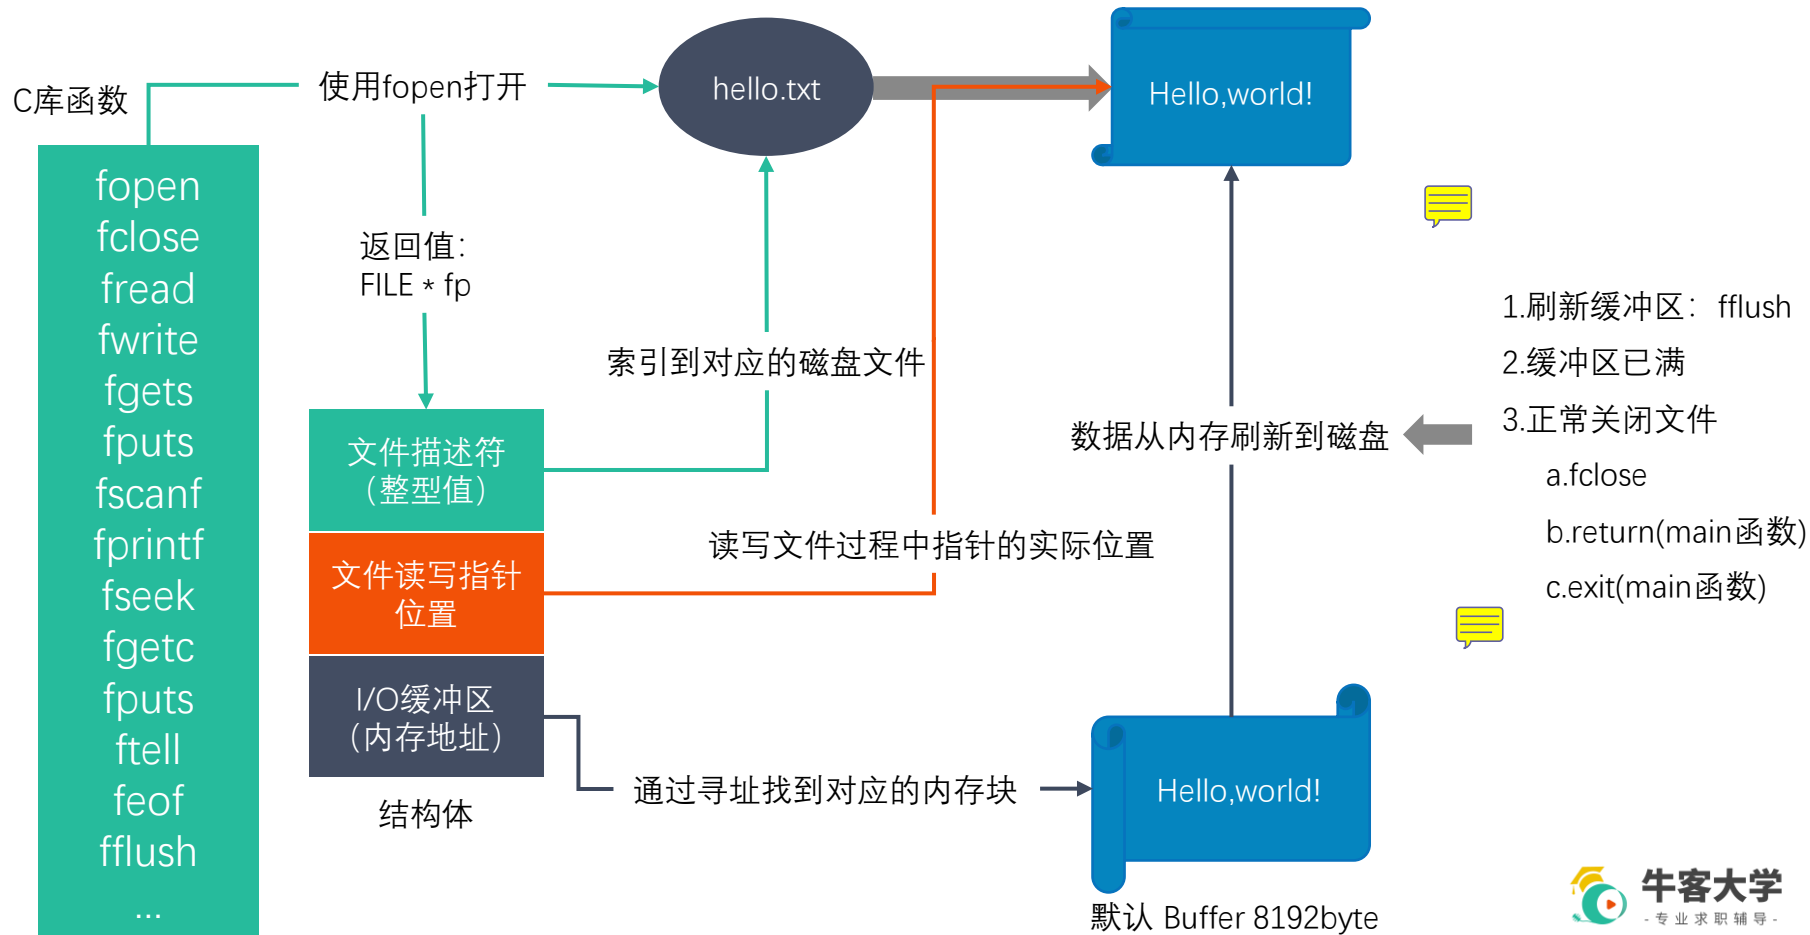 C库函数
fopen
fclose
fread
fwrite
fgets
fputs
fscanf
fprintf
fseek
fgetc
fputs
ftell
feof
fflush
...
使用fopen打开
返回值：
FILE * fp
文件描述符
（整型值）
文件读写指针
位置
I/O缓冲区
（内存地址）
结构体
hello.txt
索引到对应的磁盘文件
读写文件过程中指针的实际位置
通过寻址找到对应的内存块
Hello,world!
数据从内存刷新到磁盘
Hello,world!
默认 Buffer 8192byte
1.刷新缓冲区：fflush
2.缓冲区已满
3.正常关闭文件
a.fclose
b.return(main函数)
c.exit(main函数)
牛客大学
-专业求职辅导-